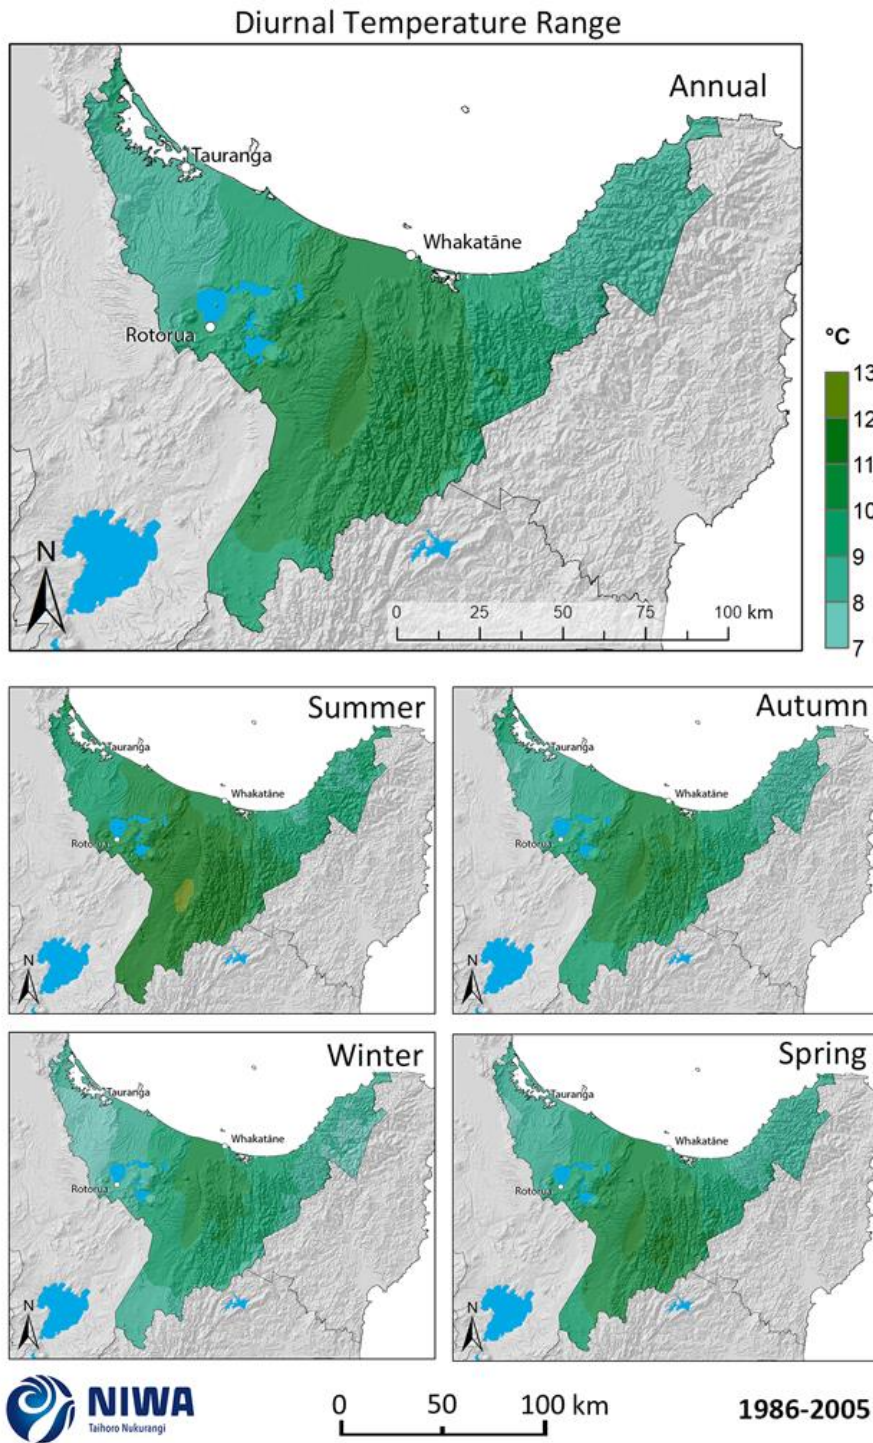 Diurnal Temperature Range
Annual
Tauranga
Whakatāne
Rotorua
°C
13
12
11
10
9
8
7
N
0 25 50 75 100 km
Summer
Tauranga
Whakatāne
Rotorua
N
Autumn
Tauranga
Whakatāne
Rotorua
N
Winter
Tauranga
Whakatāne
Rotorua
N
Spring
Tauranga
Whakatāne
Rotorua
N
NIWA
Taihoro Nukurangi
0 50 100 km
1986-2005